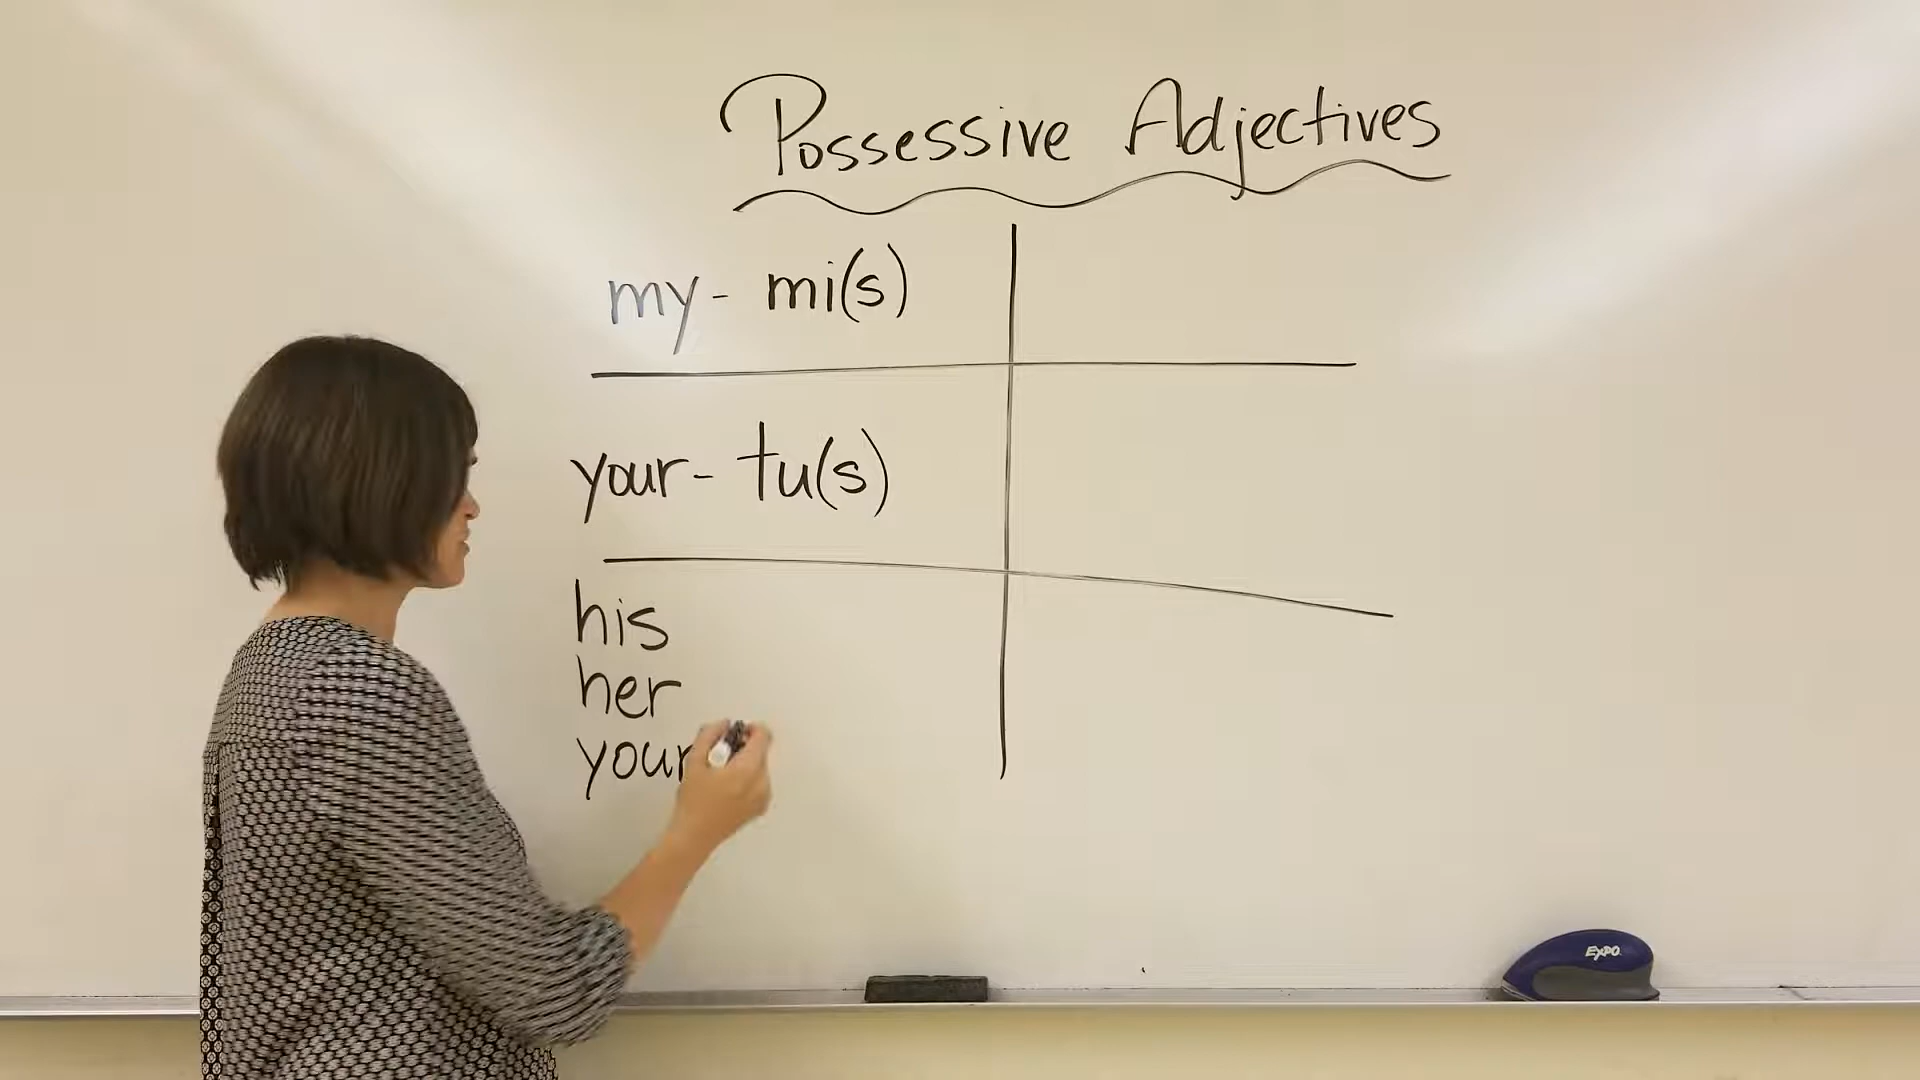 Possessive Adjectives
my - mi(s)
your - tu(s)
his
her
your
EXPO